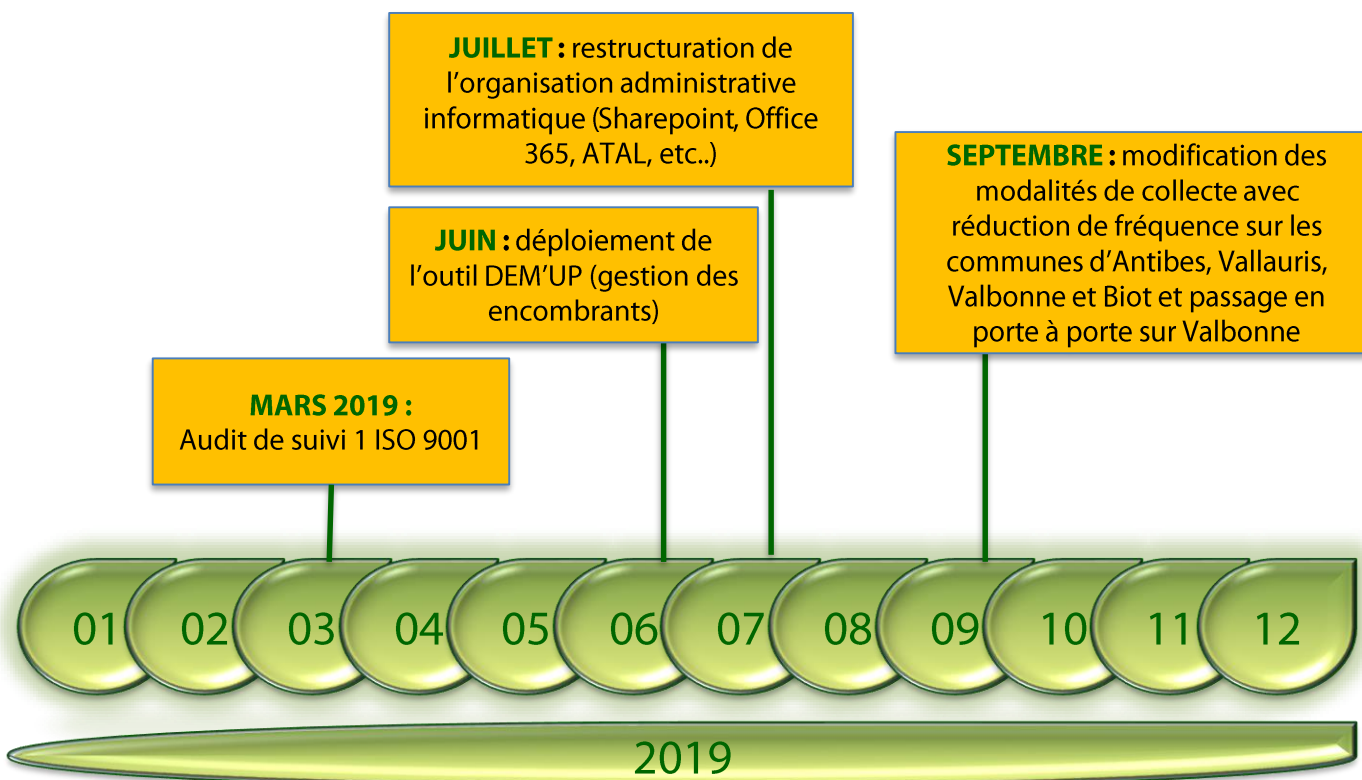 JUILLET : restructuration de
l’organisation administrative
informatique (Sharepoint, Office
365, ATAL, etc..)
SEPTEMBRE : modification des
modalités de collecte avec
réduction de fréquence sur les
communes d’Antibes, Vallauris,
Valbonne et Biot et passage en
porte à porte sur Valbonne
JUIN : déploiement de
l’outil DEM’UP (gestion des
encombrants)
MARS 2019 :
Audit de suivi 1 ISO 9001
01 02 03 04 05 06 07 08 09 10 11 12
2019